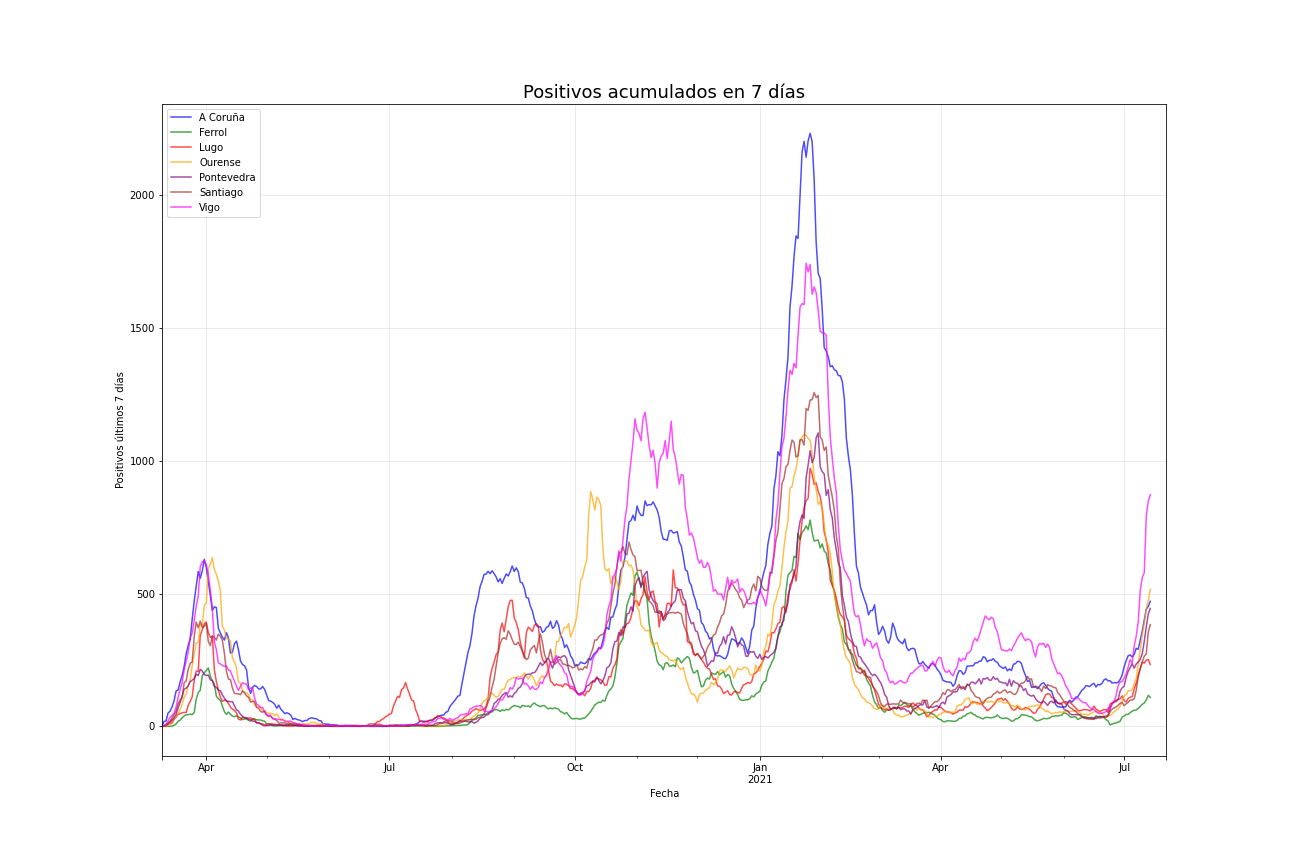 Positivos acumulados en 7 días
A Coruña
Ferrol
Lugo
Ourense
Pontevedra
Santiago
Vigo
Positivos últimos 7 días
2000
1500
1000
500
0
Apr
Jul
Oct
Jan
2021
Apr
Jul
Fecha